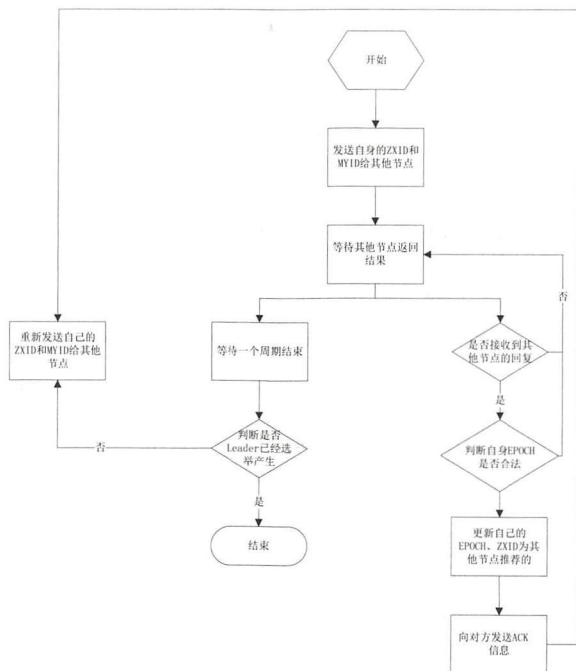 开始
发送自身的ZXID和
MYID给其他节点
等待其他节点返回
结果
否
重新发送自己的
ZXID和MYID给其他
节点
等待一个周期结束
是否接收到其
他节点的回复
是
否
判断是否
Leader已经选
举产生
判断自身EPOCH
是否合法
是
结束
更新自己的
EPOCH、ZXID为其
他节点推荐的
向对方发送ACK
信息